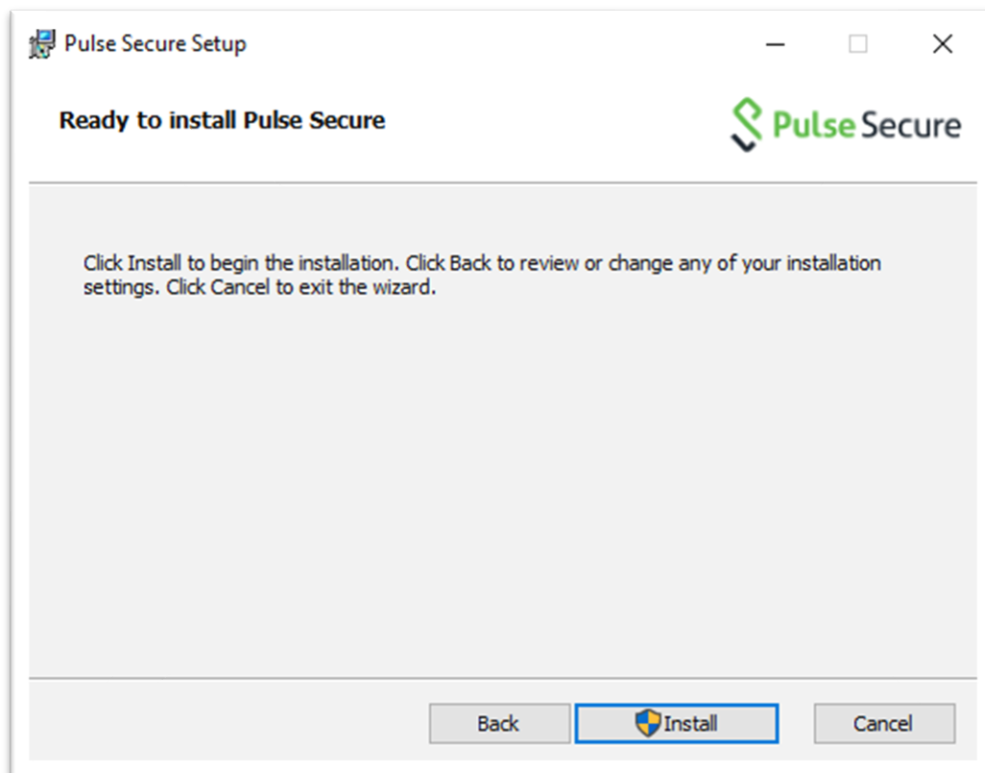 Pulse Secure Setup
Ready to install Pulse Secure
Pulse Secure
Click Install to begin the installation. Click Back to review or change any of your installation
settings. Click Cancel to exit the wizard.
Back
Install
Cancel